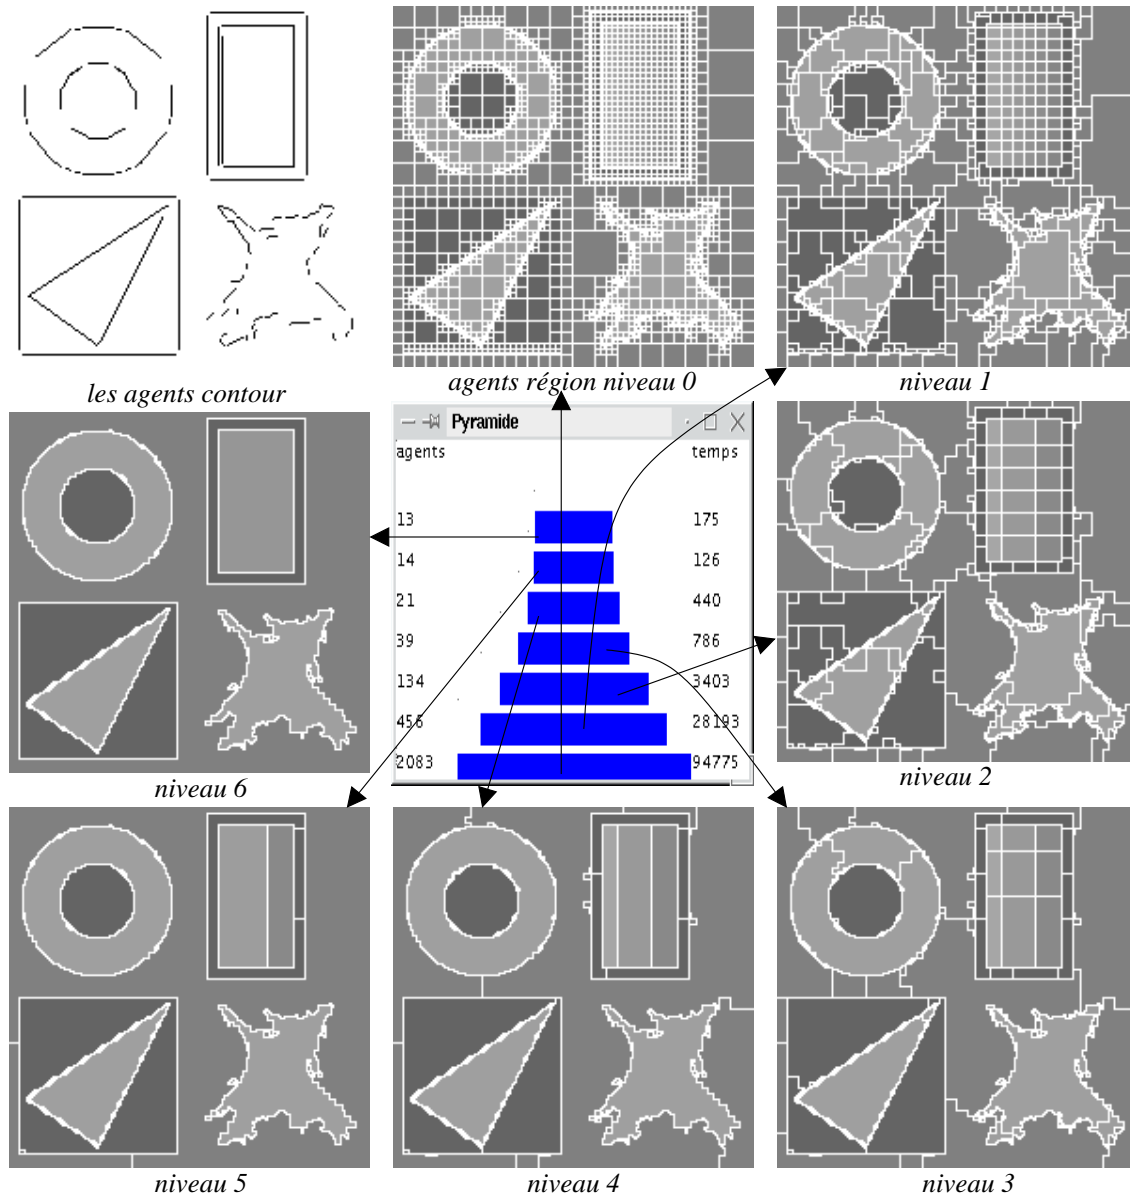 les agents contour
agents région niveau 0
niveau 1
Pyramide
agents temps
13 175
14 126
21 440
39 786
134 3403
456 28193
2083 94775
niveau 6
niveau 2
niveau 5
niveau 4
niveau 3